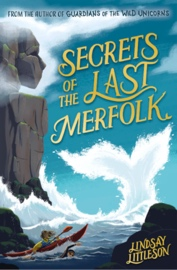 FROM THE AUTHOR OF GUARDIANS OF THE WILD UNICORNS
SECRETS
OF THE LAST
MERFOLK
LINDSAY
LITTLESON